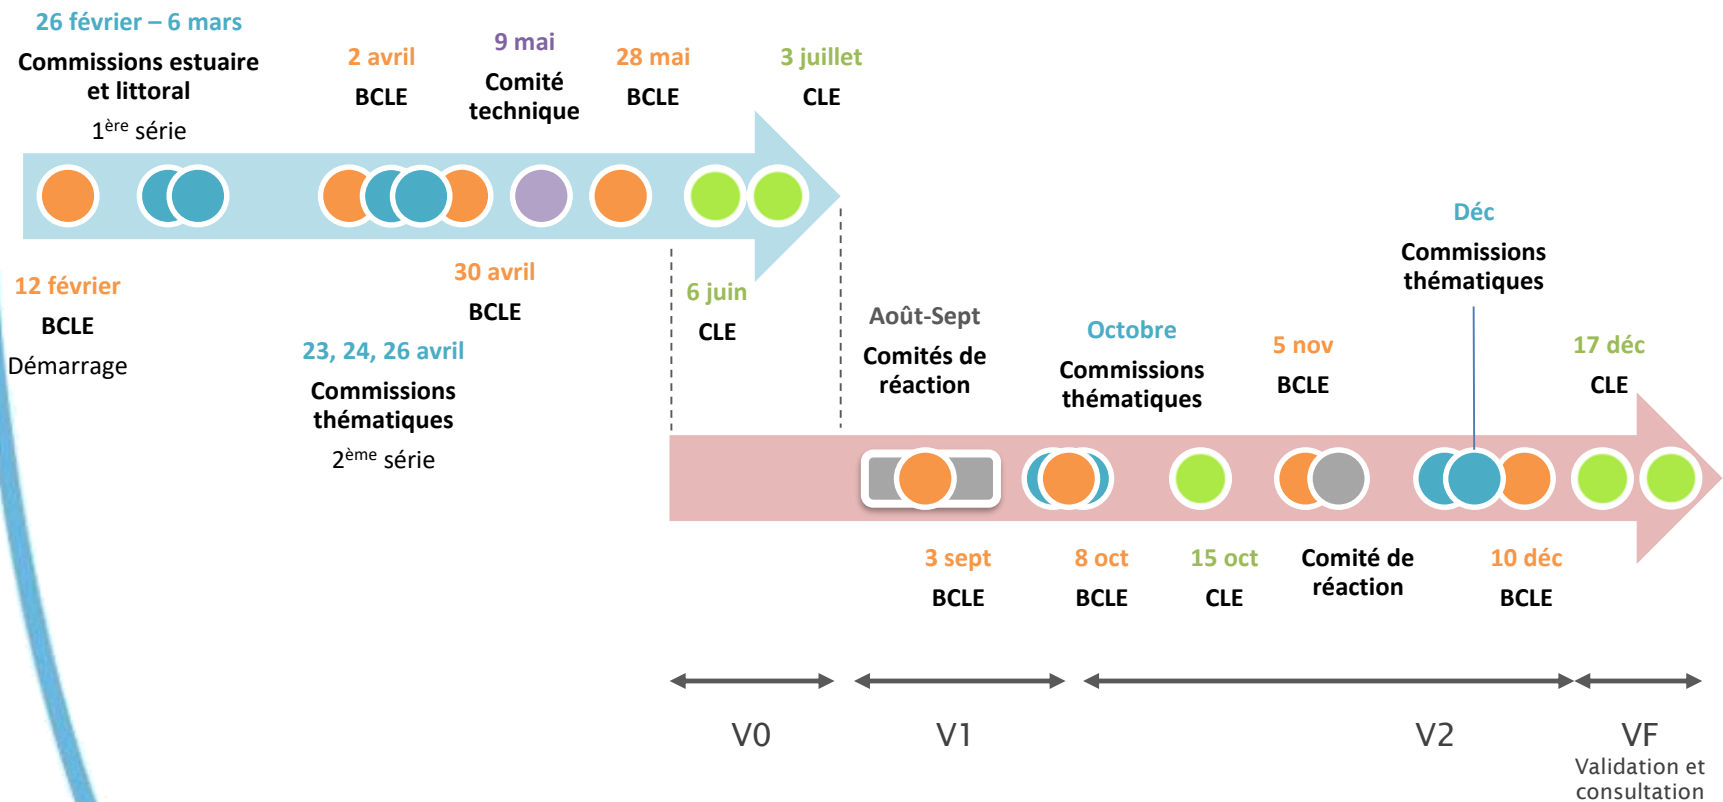 26 février – 6 mars
Commissions estuaire
et littoral
1ère série
2 avril
BCLE
9 mai
Comité
technique
28 mai
BCLE
3 juillet
CLE
12 février
BCLE
Démarrage
23, 24, 26 avril
Commissions
thématiques
2ème série
30 avril
BCLE
6 juin
CLE
Août-Sept
Comités de
réaction
Octobre
Commissions
thématiques
5 nov
BCLE
Déc
Commissions
thématiques
17 déc
CLE
3 sept
BCLE
8 oct
BCLE
15 oct
CLE
Comité de
réaction
10 déc
BCLE
V0
V1
V2
VF
Validation et
consultation